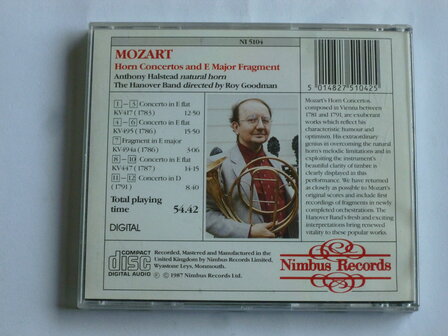 NI 5104
MOZART
Horn Concertos and E Major Fragment
Anthony Halstead natural horn
The Hanover Band directed by Roy Goodman
1 - 3 Concerto in E flat
KV417 (1783) 12·50
4 - 6 Concerto in E flat
KV495 (1786) 15·50
7 Fragment in E major
KV494a (1786) 3·06
8 - 10 Concerto in E flat
KV447 (1787) 14·15
11 - 12 Concerto in D
(1791) 8·40
Total playing
time 54.42
DIGITAL
5 014827 510425
Mozart's Horn Concertos,
composed in Vienna between
1781 and 1791, are exuberant
works which reflect his
characteristic humour and
optimism. His extraordinary
genius in overcoming the natural
horn's melodic limitations and in
exploiting the instrument's
beautiful clarity of timbre is
clearly displayed in this
performance. We have returned
as closely as possible to Mozart's
original scores and include first
recordings of fragments in newly
completed orchestrations. The
Hanover Band's fresh and exciting
interpretations bring renewed
vitality to these popular works.
COMPACT
disc
DIGITAL AUDIO
Recorded, Mastered and Manufactured in the
United Kingdom by Nimbus Records Limited,
Wyastone Leys, Monmouth.
℗ © 1987 Nimbus Records Ltd.
Nimbus Records